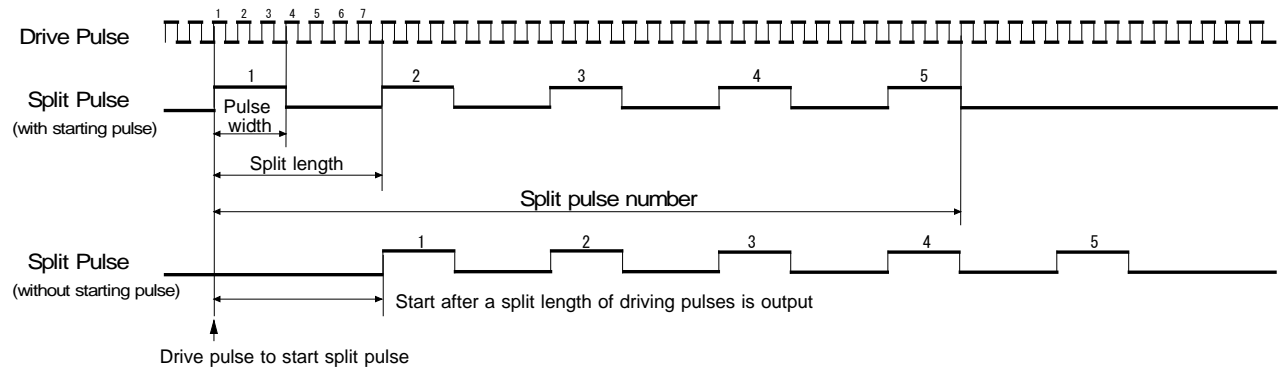 1 2 3 4 5 6 7
Drive Pulse
1 2 3 4 5
Split Pulse
(with starting pulse)
Pulse
width
Split length
Split pulse number
1 2 3 4 5
Split Pulse
(without starting pulse)
Start after a split length of driving pulses is output
Drive pulse to start split pulse